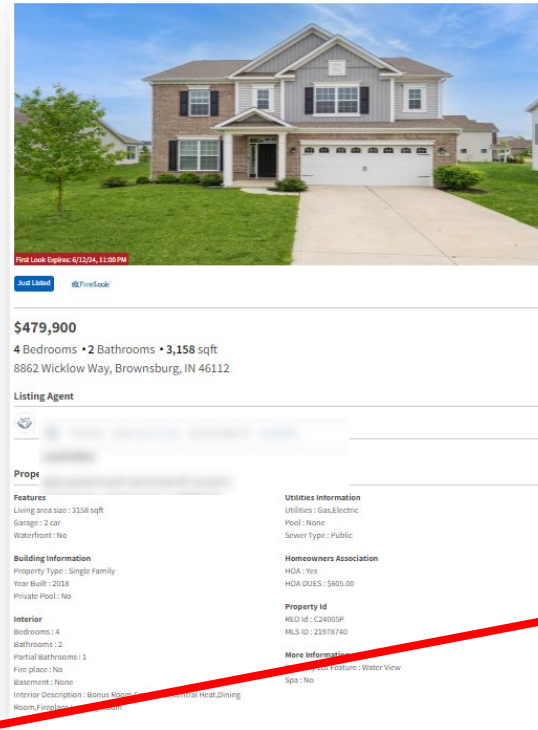 First Look Expires: 6/12/24, 11:00 PM
Just Listed
FirstLook
$479,900
4 Bedrooms • 2 Bathrooms • 3,158 sqft
8862 Wicklow Way, Brownsburg, IN 46112
Listing Agent
Prope
Features
Living area size : 3158 sqft
Garage : 2 car
Waterfront : No
Building Information
Property Type : Single Family
Year Built : 2018
Private Pool : No
Interior
Bedrooms : 4
Bathrooms : 2
Partial Bathrooms : 1
Fire place : No
Basement : None
Interior Description : Bonus Room, Heat,Dining
Room,Fireplace
Utilities Information
Utilities : Gas,Electric
Pool : None
Sewer Type : Public
Homeowners Association
HOA : Yes
HOA DUES : $605.00
Property Id
REO Id : C24005P
MLS ID : 21978740
More Information
Feature : Water View
Spa : No